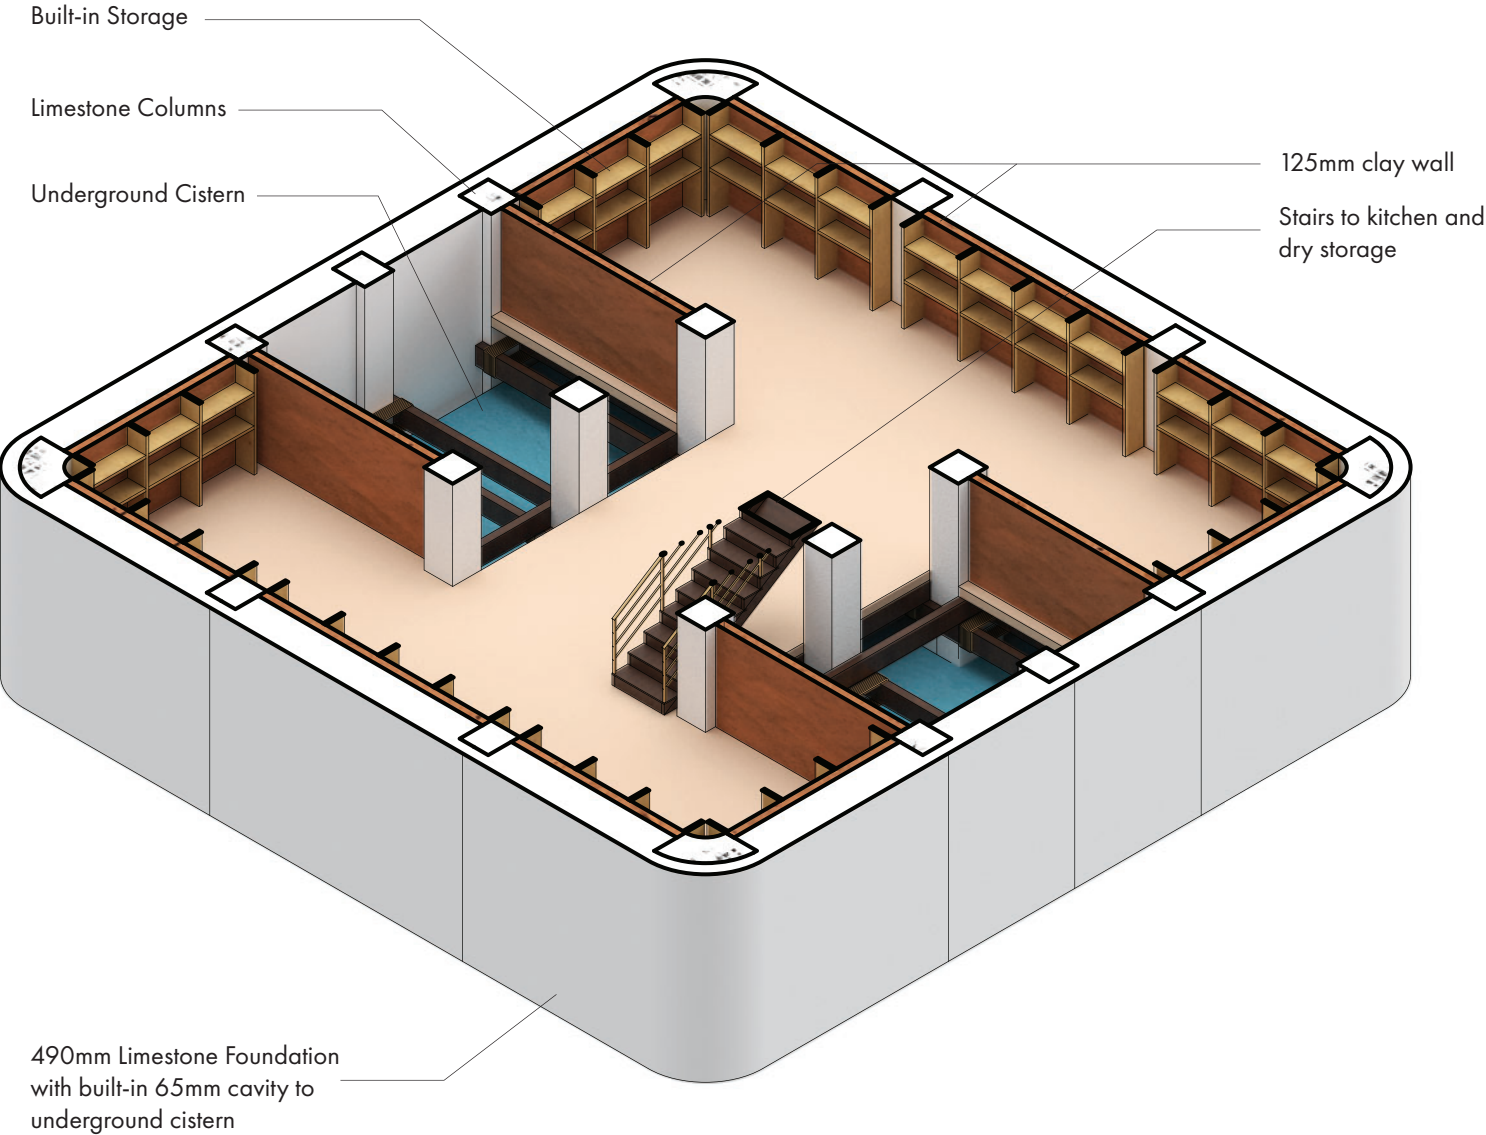 Built-in Storage
Limestone Columns
Underground Cistern
125mm clay wall
Stairs to kitchen and
dry storage
490mm Limestone Foundation
with built-in 65mm cavity to
underground cistern